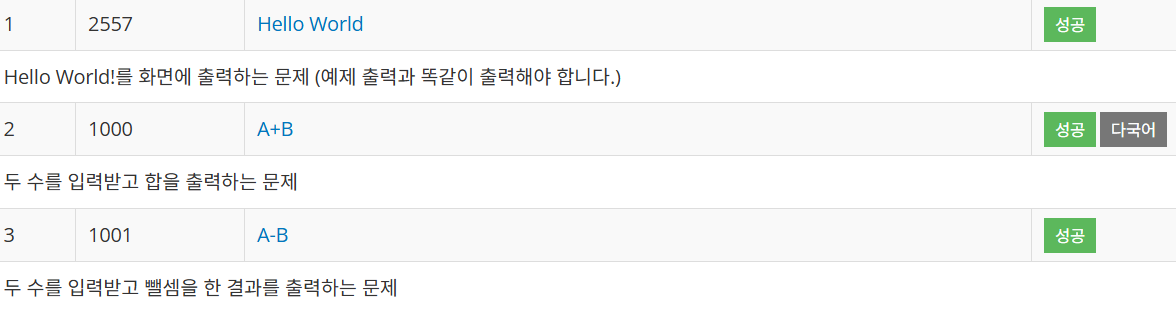 1 2557 Hello World 성공
Hello World!를 화면에 출력하는 문제 (예제 출력과 똑같이 출력해야 합니다.)
2 1000 A+B 성공 다국어
두 수를 입력받고 합을 출력하는 문제
3 1001 A-B 성공
두 수를 입력받고 뺄셈을 한 결과를 출력하는 문제